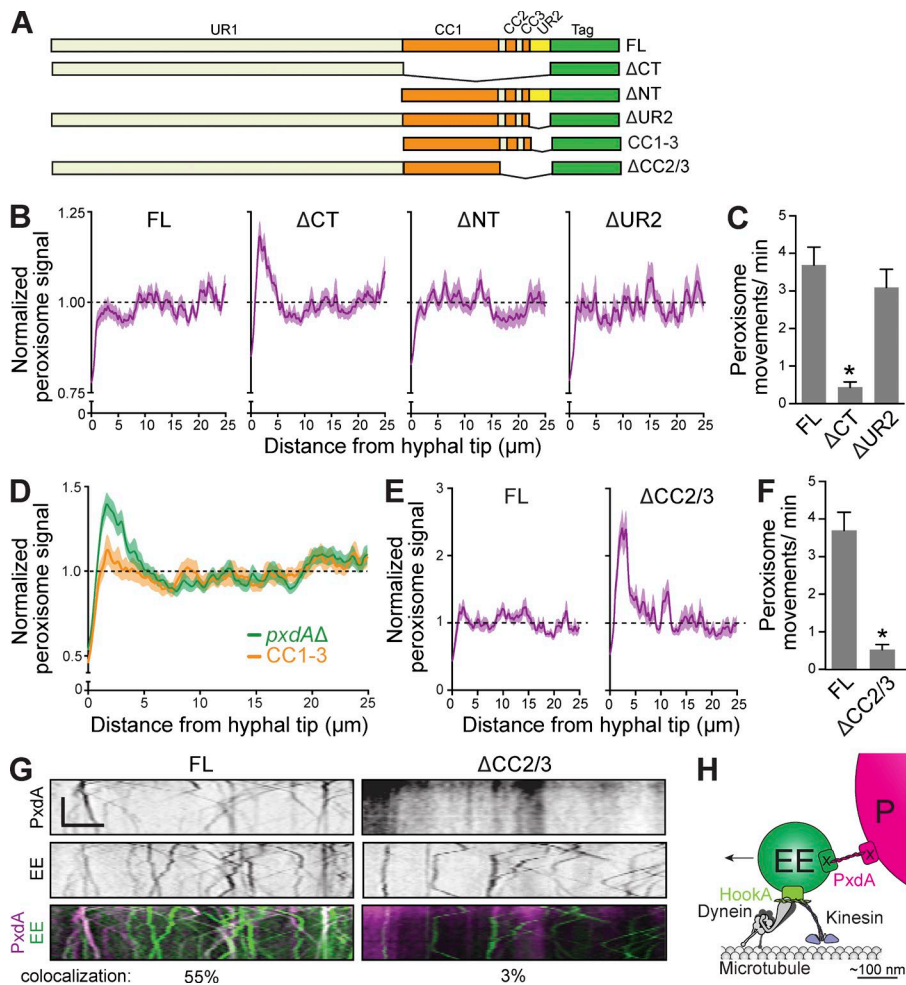 A
UR1
CC1
CC2
CC3
UR2
Tag
FL
ΔCT
ΔNT
ΔUR2
CC1-3
ΔCC2/3
B
FL
ΔCT
ΔNT
ΔUR2
Normalized
peroxisome signal
1.25
1.00
0.75
0
0 5 10 15 20 25
0 5 10 15 20 25
0 5 10 15 20 25
0 5 10 15 20 25
Distance from hyphal tip (µm)
C
Peroxisome
movements/ min
5
4
3
2
1
0
*
FL
ΔCT
ΔUR2
D
Normalized
peroxisome signal
1.5
1.0
0.5
0
pxdAΔ
CC1-3
0 5 10 15 20 25
Distance from hyphal tip (µm)
E
FL
ΔCC2/3
Normalized
peroxisome signal
3
2
1
0
0 5 10 15 20 25
0 5 10 15 20 25
Distance from hyphal tip (µm)
F
Peroxisome
movements/ min
5
4
3
2
1
0
*
FL
ΔCC2/3
G
FL
ΔCC2/3
PxdA
EE
PxdA
EE
colocalization: 55% 3%
H
P
EE
X
X
PxdA
HookA
Dynein
Kinesin
Microtubule
~100 nm